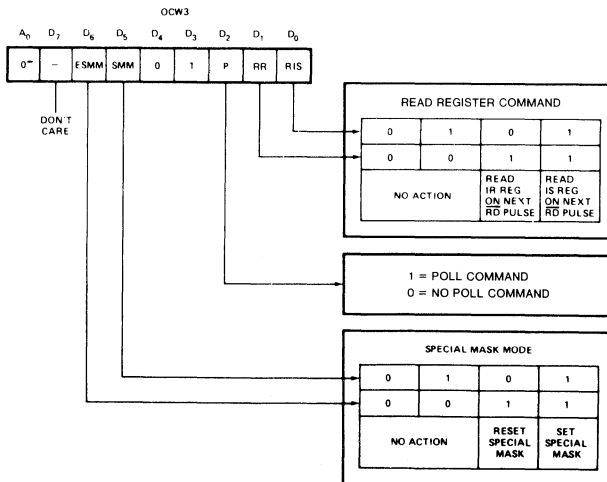 OCW3
A0 D7 D6 D5 D4 D3 D2 D1 D0
0 – ESMM SMM 0 1 P RR RIS
DON'T
CARE
READ REGISTER COMMAND
0 1 0 1
0 0 1 1
NO ACTION
READ
IR REG
ON NEXT
RD PULSE
READ
IS REG
ON NEXT
RD PULSE
1 = POLL COMMAND
0 = NO POLL COMMAND
SPECIAL MASK MODE
0 1 0 1
0 0 1 1
NO ACTION
RESET
SPECIAL
MASK
SET
SPECIAL
MASK